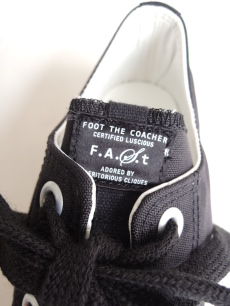 FOOT THE COACHER
CERTIFIED LUSCIOUS
F.A.S.t
ADORED BY
MERITORIOUS CLIQUES